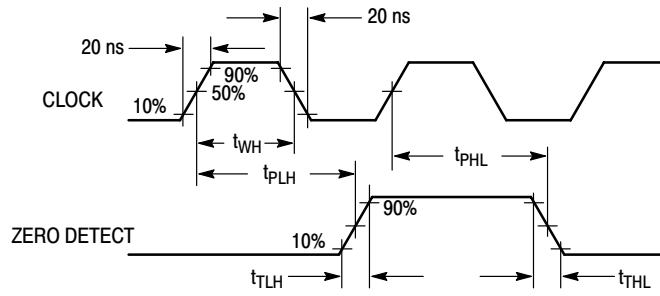 20 ns
20 ns
CLOCK
90%
50%
10%
tWH
tPLH
tPHL
ZERO DETECT
90%
10%
tTLH
tTHL